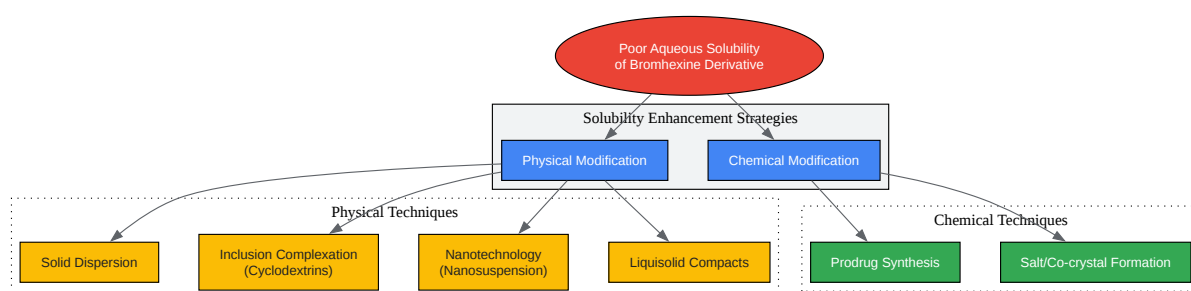 Poor Aqueous Solubility
of Bromhexine Derivative
Solubility Enhancement Strategies
Physical Modification
Chemical Modification
Physical Techniques
Chemical Techniques
Solid Dispersion
Inclusion Complexation
(Cyclodextrins)
Nanotechnology
(Nanosuspension)
Liquisolid Compacts
Prodrug Synthesis
Salt/Co-crystal Formation